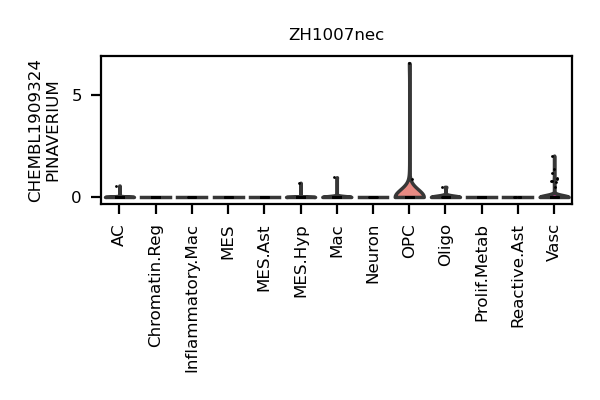 ZH1007nec
CHEMBL1909324
PINAVERIUM
5
0
AC
Chromatin.Reg
Inflammatory.Mac
MES
MES.Ast
MES.Hyp
Mac
Neuron
OPC
Oligo
Prolif.Metab
Reactive.Ast
Vasc